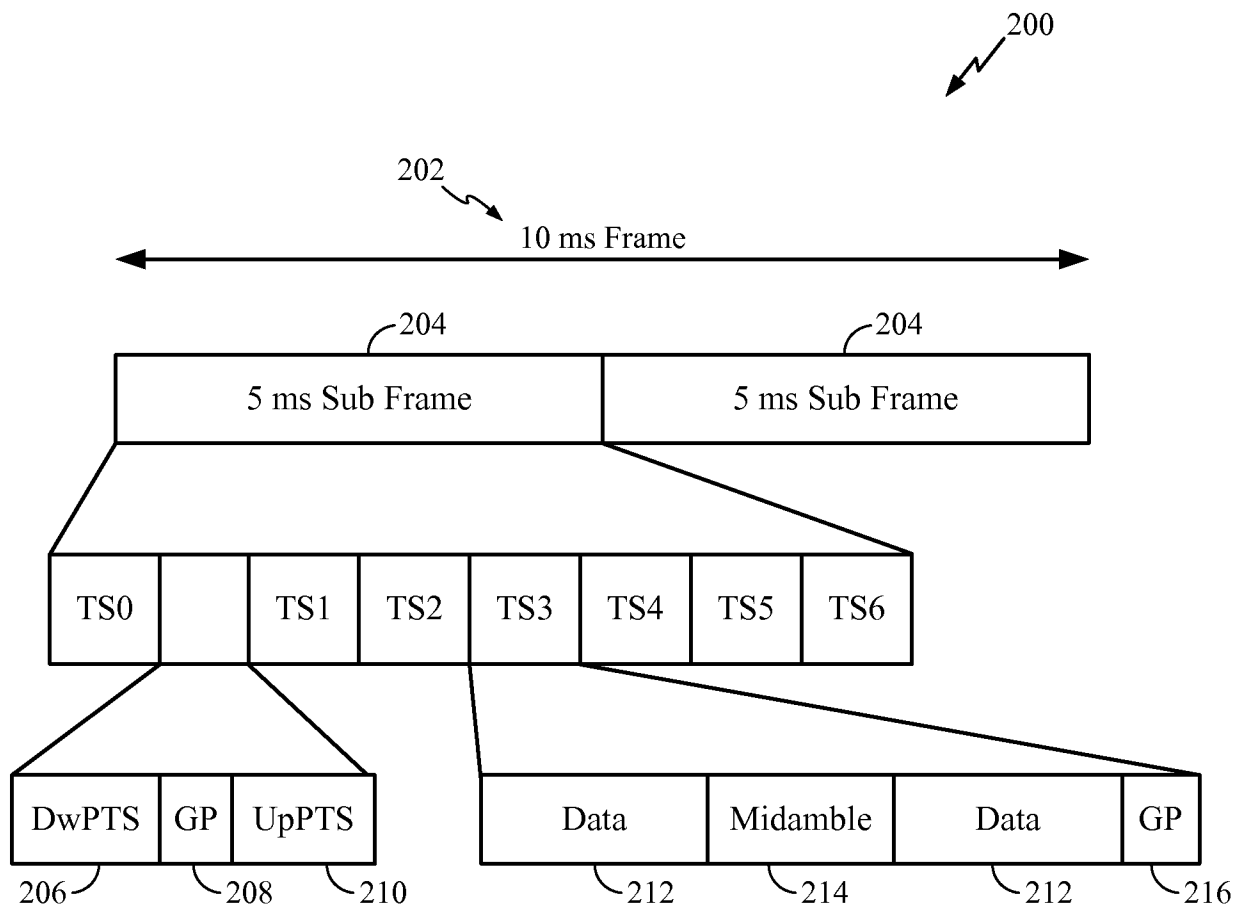 200
202
10 ms Frame
204 204
5 ms Sub Frame 5 ms Sub Frame
TS0 TS1 TS2 TS3 TS4 TS5 TS6
DwPTS GP UpPTS Data Midamble Data GP
206 208 210 212 214 212 216